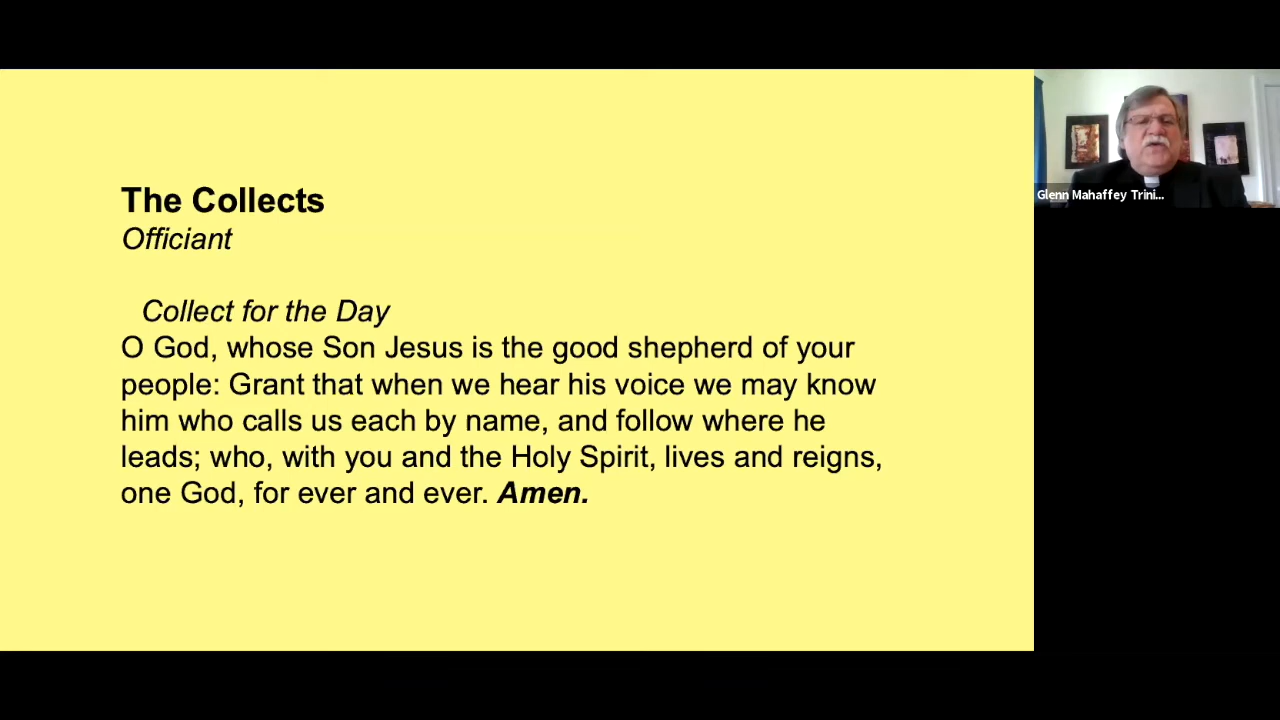 The Collects
Officiant
Collect for the Day
O God, whose Son Jesus is the good shepherd of your
people: Grant that when we hear his voice we may know
him who calls us each by name, and follow where he
leads; who, with you and the Holy Spirit, lives and reigns,
one God, for ever and ever. Amen.
Glenn Mahaffey Trini...